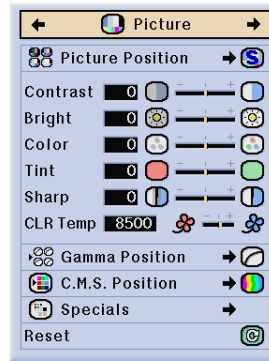 Picture
Picture Position S
Contrast 0 - +
Bright 0 - +
Color 0 - +
Tint 0 - +
Sharp 0 - +
CLR Temp 8500 - +
Gamma Position
C.M.S. Position
Specials
Reset